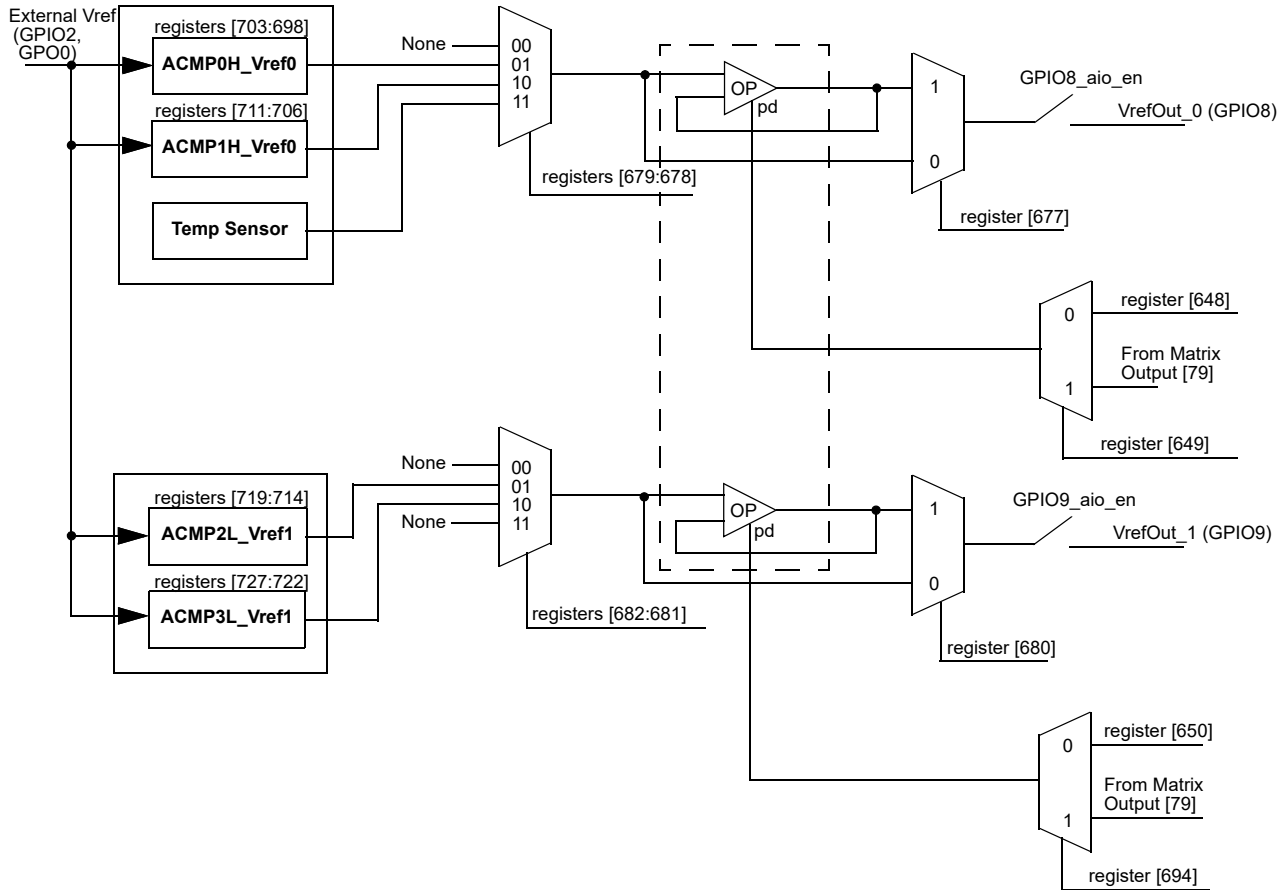 External Vref
(GPIO2,
GPO0)
registers [703:698]
ACMP0H_Vref0
registers [711:706]
ACMP1H_Vref0
Temp Sensor
None
00
01
10
11
registers [679:678]
OP
pd
1
0
register [677]
GPIO8_aio_en
VrefOut_0 (GPIO8)
0
1
register [648]
From Matrix
Output [79]
register [649]
registers [719:714]
ACMP2L_Vref1
registers [727:722]
ACMP3L_Vref1
None
None
00
01
10
11
registers [682:681]
OP
pd
1
0
register [680]
GPIO9_aio_en
VrefOut_1 (GPIO9)
0
1
register [650]
From Matrix
Output [79]
register [694]